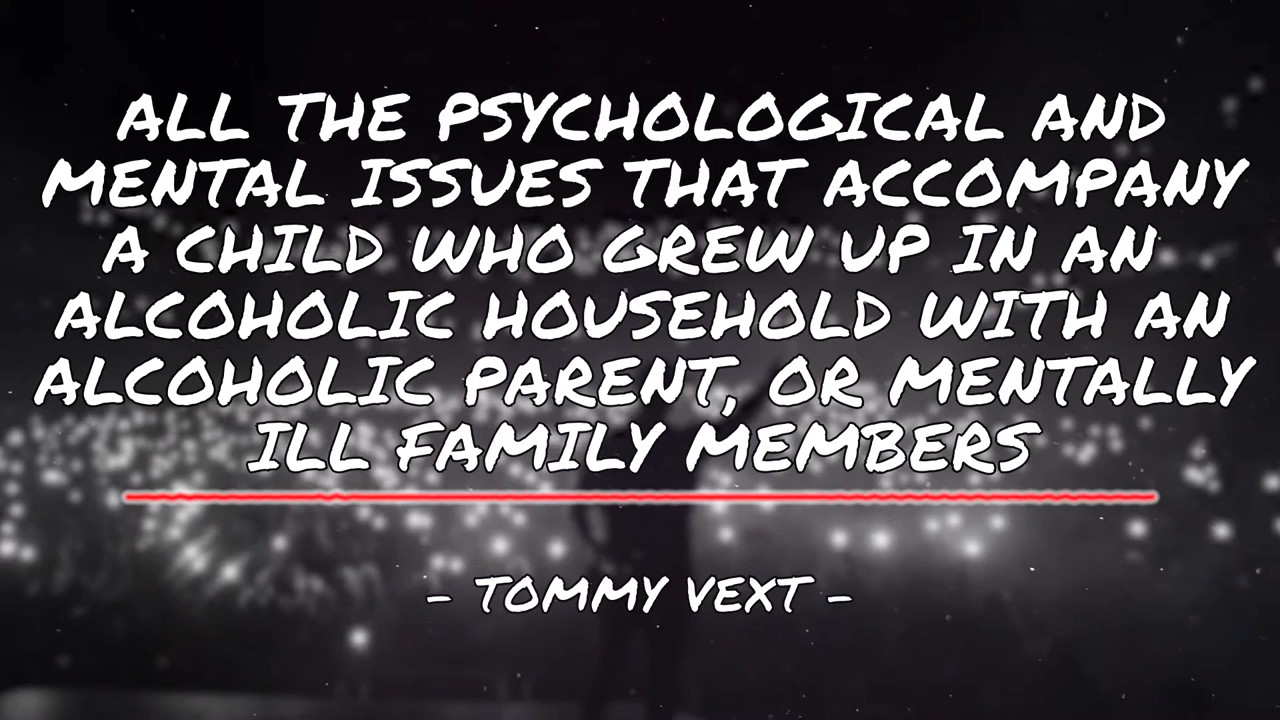 ALL THE PSYCHOLOGICAL AND
MENTAL ISSUES THAT ACCOMPANY
A CHILD WHO GREW UP IN AN
ALCOHOLIC HOUSEHOLD WITH AN
ALCOHOLIC PARENT, OR MENTALLY
ILL FAMILY MEMBERS
- TOMMY VEXT -